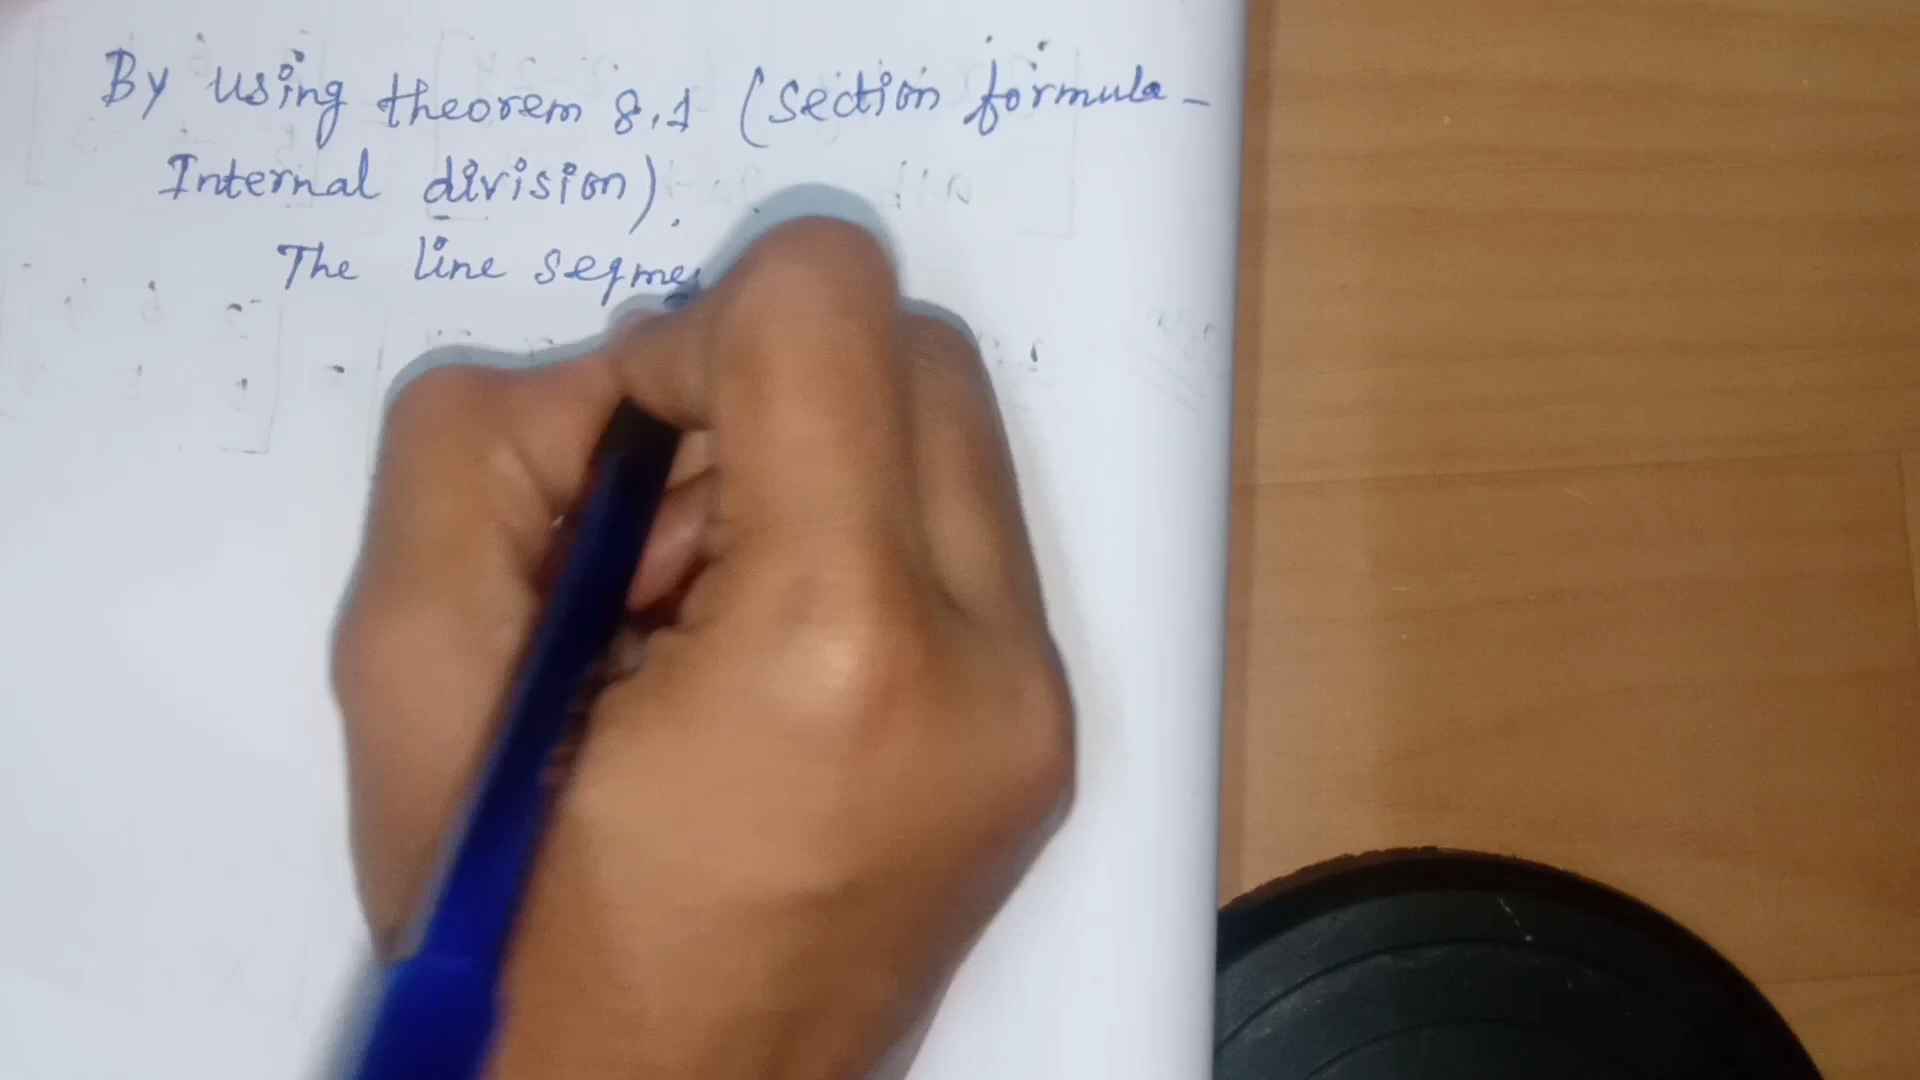 By using theorem 8.1 (section formula -
Internal division).
The line